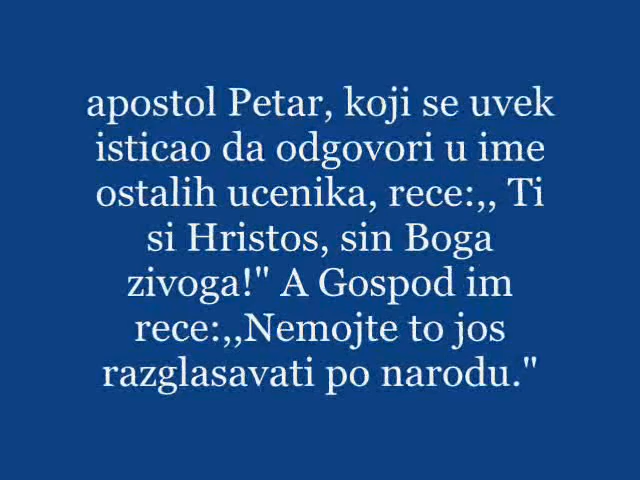 apostol Petar, koji se uvek
isticao da odgovori u ime
ostalih ucenika, rece:,, Ti
si Hristos, sin Boga
zivoga!" A Gospod im
rece:,,Nemojte to jos
razglasavati po narodu."